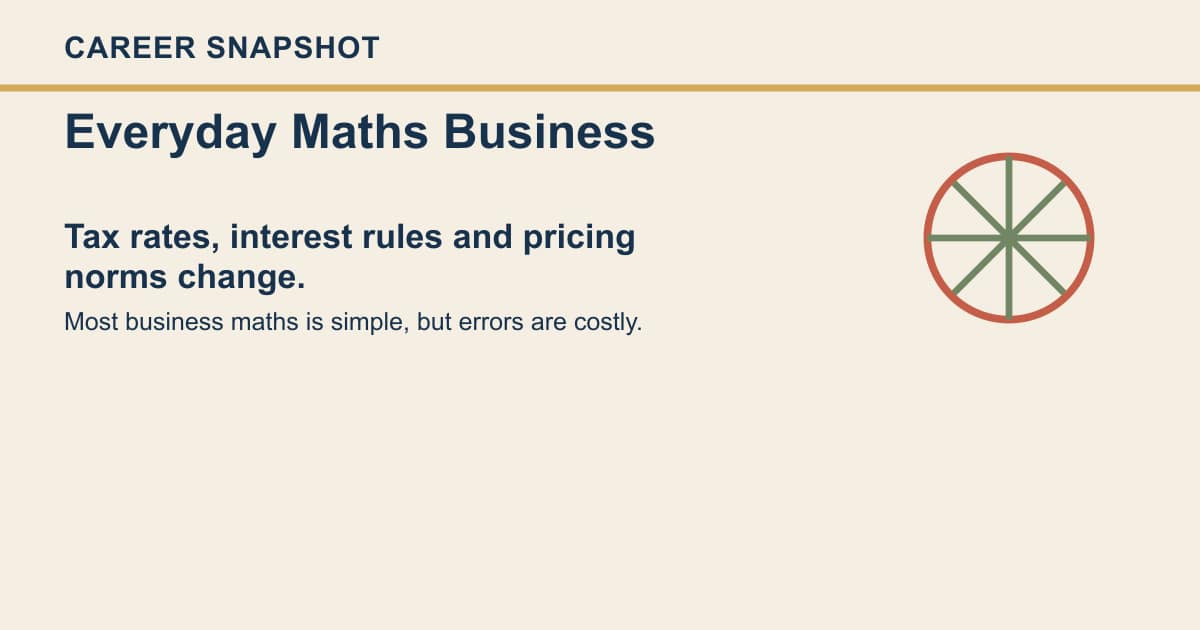 CAREER SNAPSHOT
Everyday Maths Business
Tax rates, interest rules and pricing
norms change.
Most business maths is simple, but errors are costly.